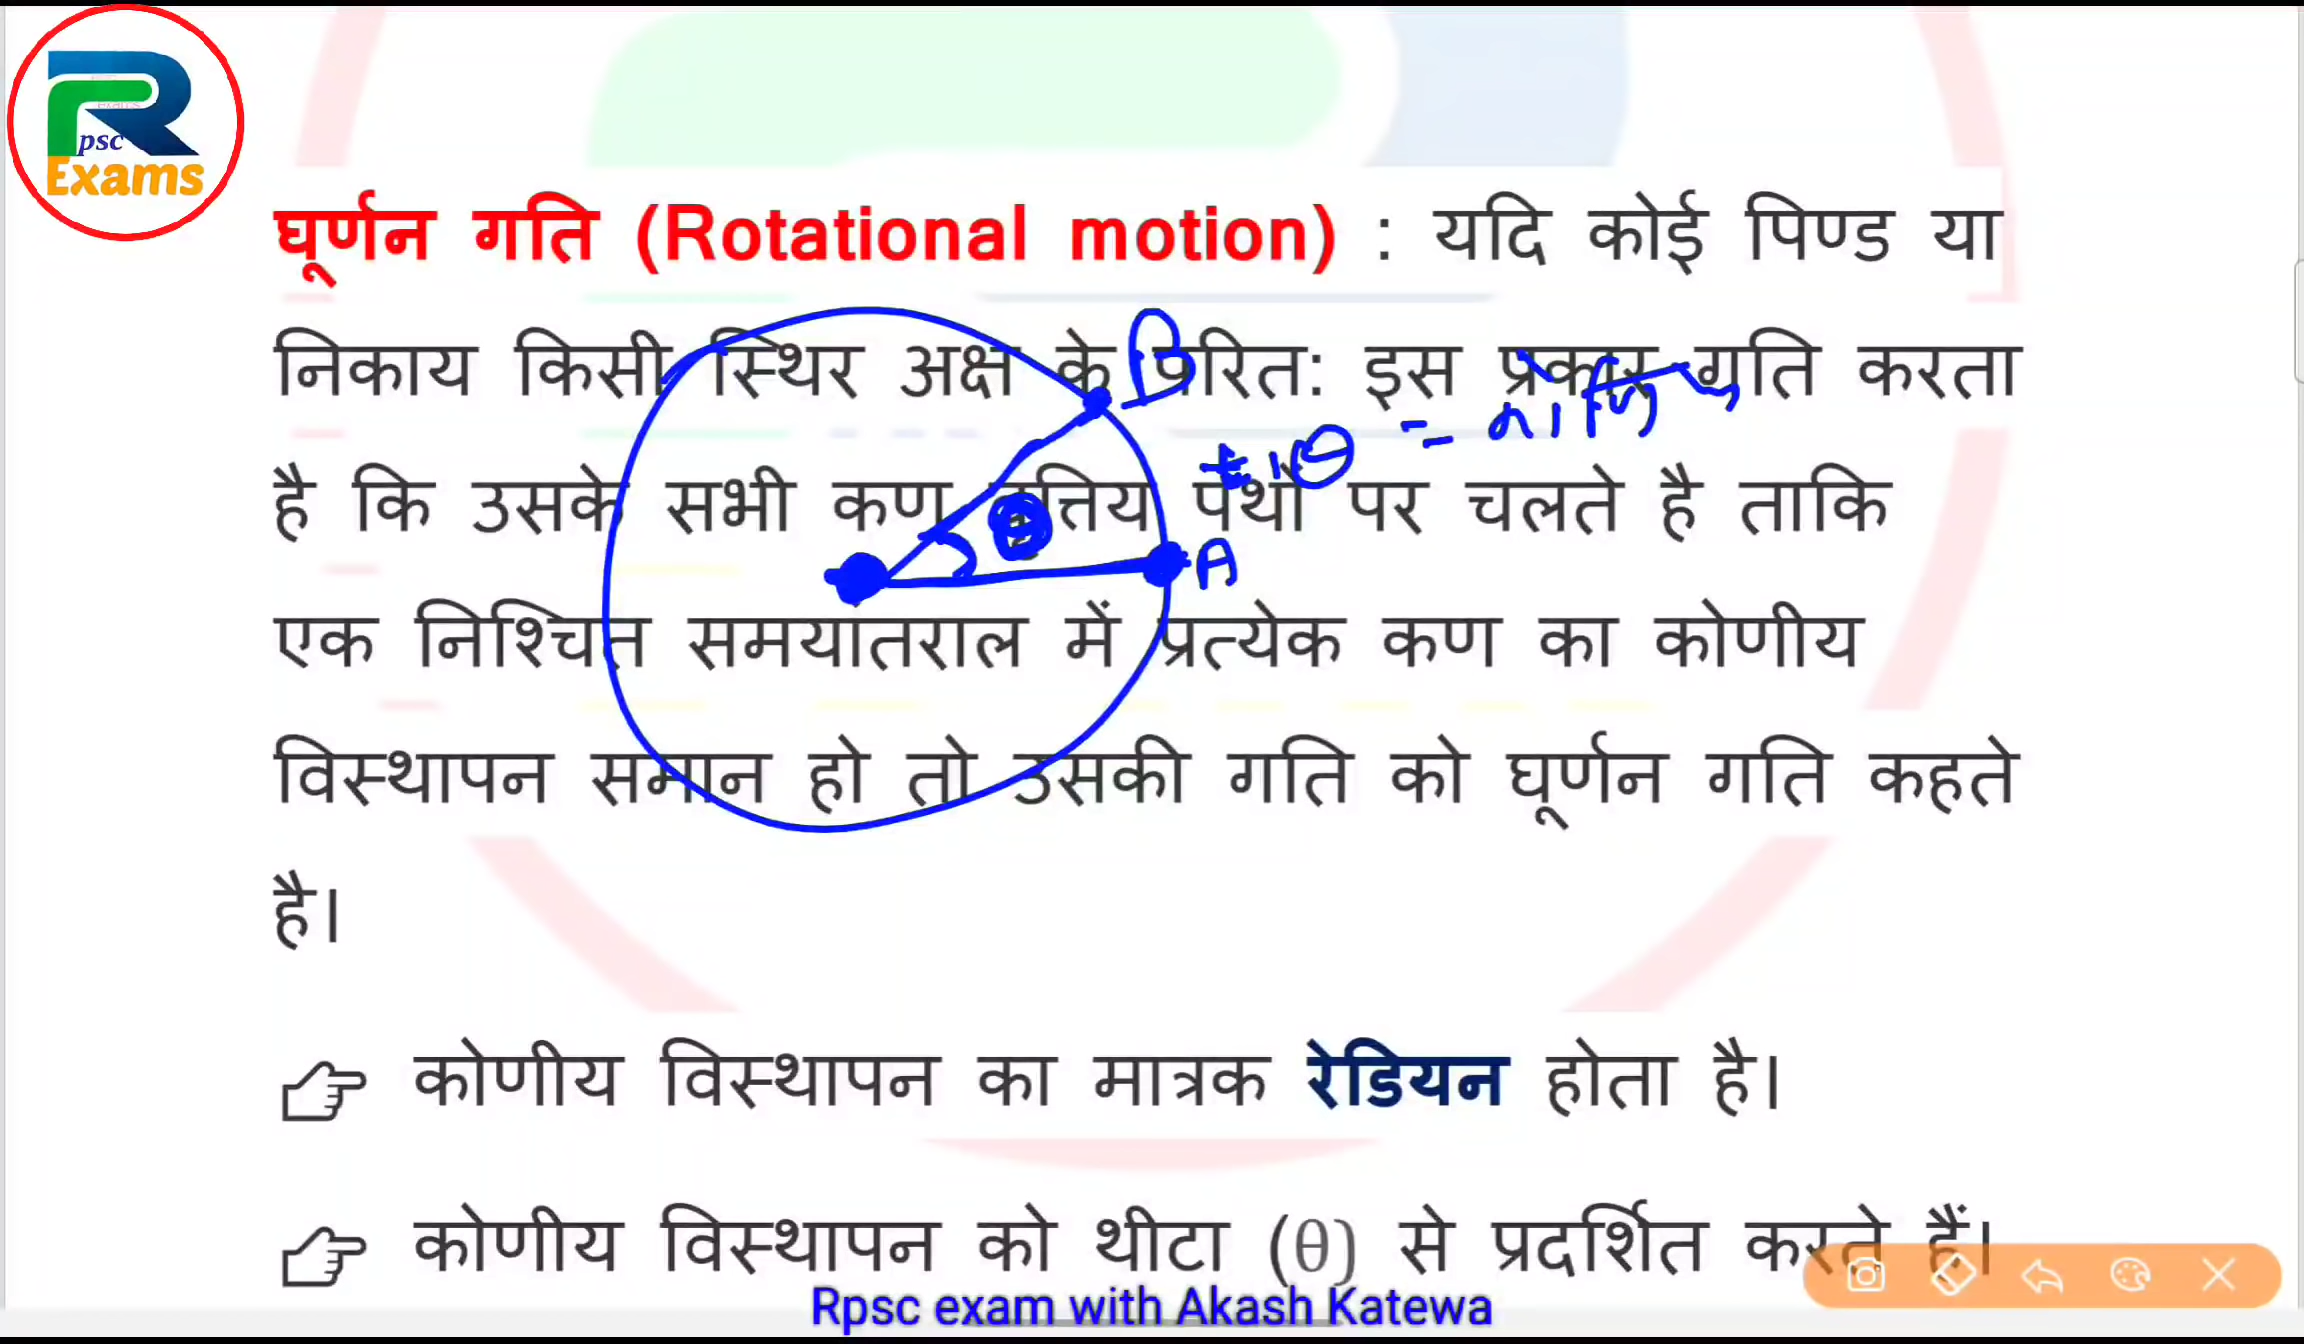 psc
Exams
घूर्णन गति (Rotational motion) : यदि कोई पिण्ड या
निकाय किसी स्थिर अक्ष के परित: इस प्रकार गति करता
B
है कि उसके सभी कण वृत्तिय पथों पर चलते है ताकि
θ
A
एक निश्चित समयातराल में प्रत्येक कण का कोणीय
विस्थापन समान हो तो उसकी गति को घूर्णन गति कहते
है।
कोणीय विस्थापन का मात्रक रेडियन होता है।
कोणीय विस्थापन को थीटा (θ) से प्रदर्शित करते हैं।
Rpsc exam with Akash Katewa